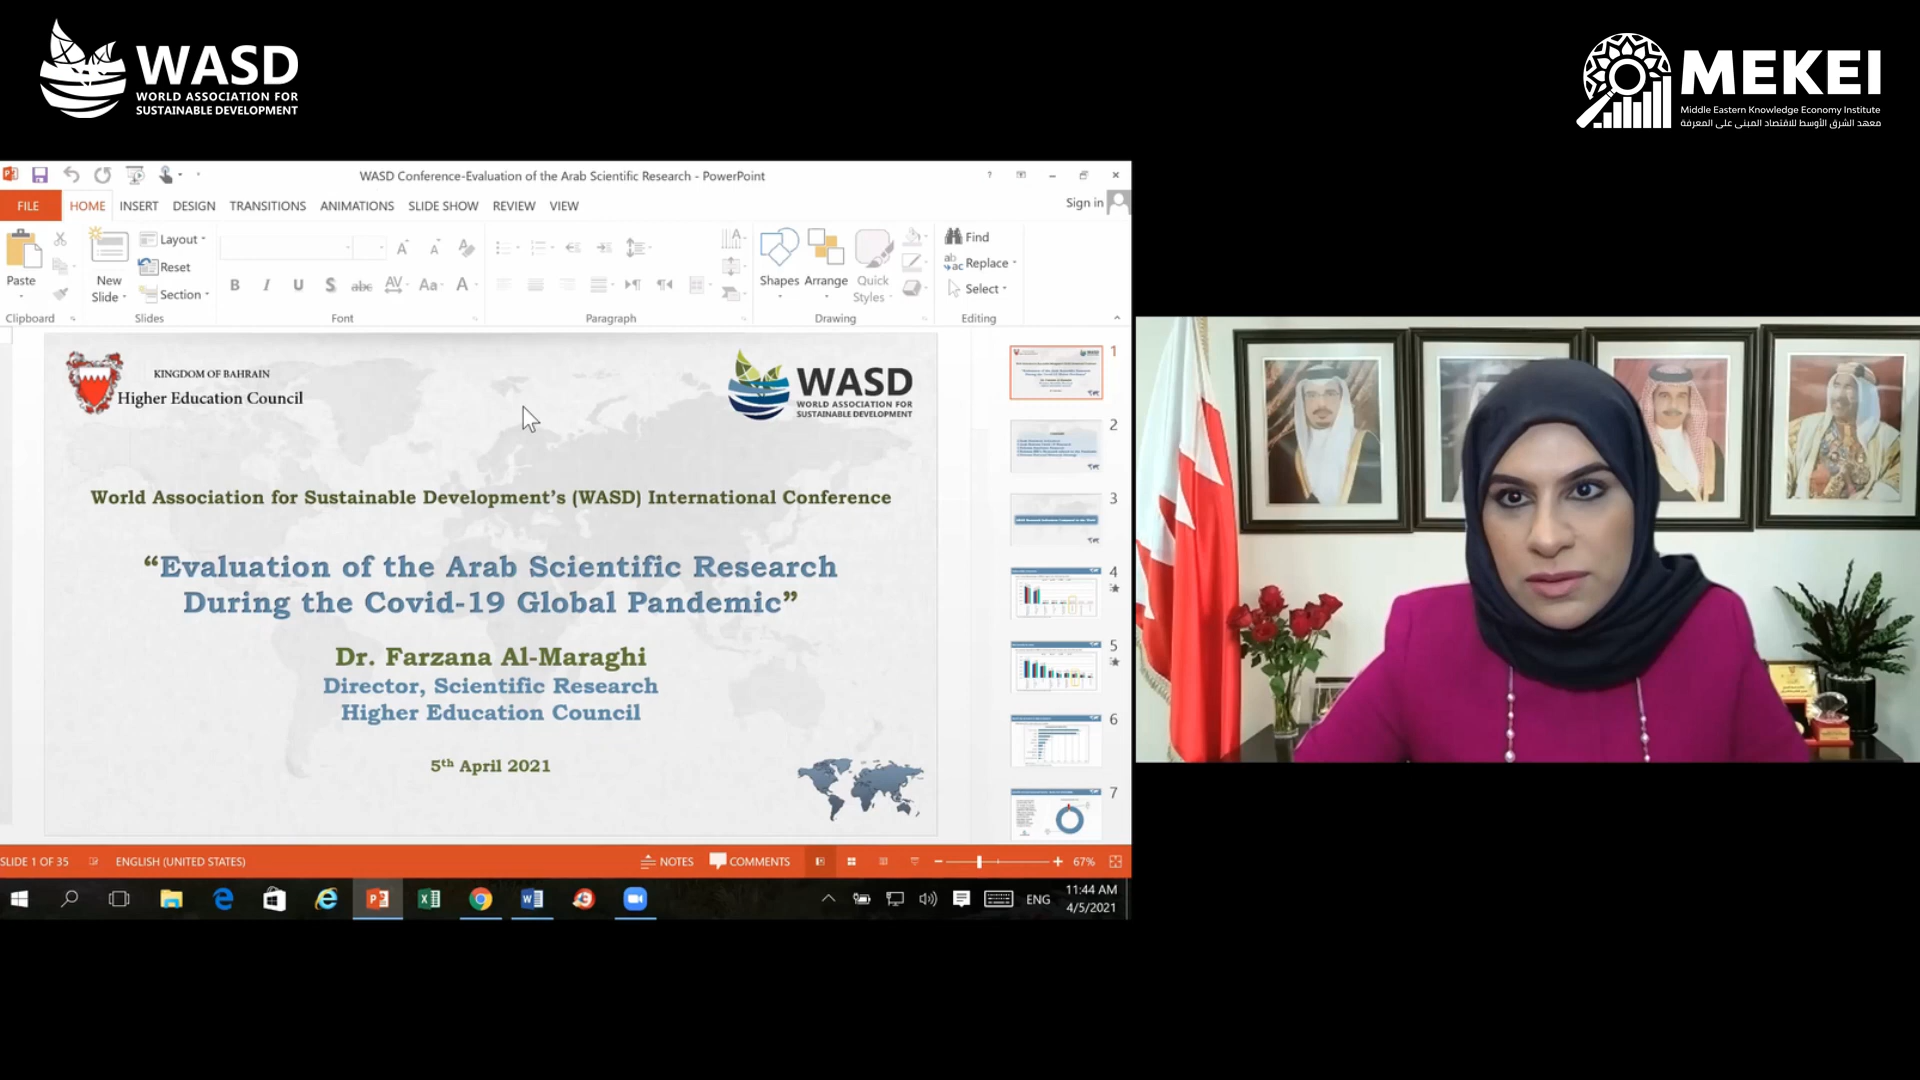 WASD
WORLD ASSOCIATION FOR
SUSTAINABLE DEVELOPMENT
MEKEI
Middle Eastern Knowledge Economy Institute
معهد الشرق الأوسط للاقتصاد المبني على المعرفة
WASD Conference-Evaluation of the Arab Scientific Research - PowerPoint
FILE HOME INSERT DESIGN TRANSITIONS ANIMATIONS SLIDE SHOW REVIEW VIEW
Sign in
Paste
Clipboard
New
Slide
Layout
Reset
Section
Slides
B I U S abc AV Aa A
Font
Paragraph
Shapes
Arrange
Quick
Styles
Drawing
Find
Replace
Select
Editing
KINGDOM OF BAHRAIN
Higher Education Council
WASD
WORLD ASSOCIATION FOR
SUSTAINABLE DEVELOPMENT
World Association for Sustainable Development's (WASD) International Conference
“Evaluation of the Arab Scientific Research
During the Covid-19 Global Pandemic”
Dr. Farzana Al-Maraghi
Director, Scientific Research
Higher Education Council
5th April 2021
1
2
3
4
5
6
7
SLIDE 1 OF 35
ENGLISH (UNITED STATES)
NOTES
COMMENTS
67%
ENG
11:44 AM
4/5/2021